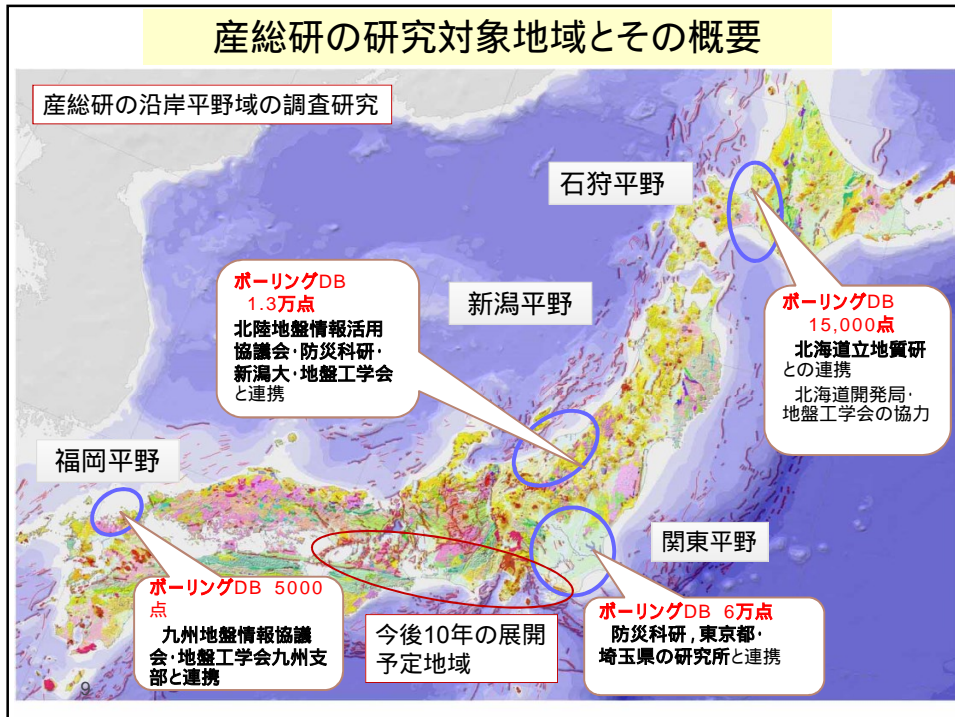 産総研の研究対象地域とその概要
産総研の沿岸平野域の調査研究
石狩平野
ボーリングDB
15,000点
北海道立地質研
との連携
北海道開発局・
地盤工学会の協力
新潟平野
ボーリングDB
1.3万点
北陸地盤情報活用
協議会・防災科研・
新潟大・地盤工学会
と連携
福岡平野
ボーリングDB 5000
点
九州地盤情報協議
会・地盤工学会九州支
部と連携
今後10年の展開
予定地域
関東平野
ボーリングDB 6万点
防災科研，東京都・
埼玉県の研究所と連携
9